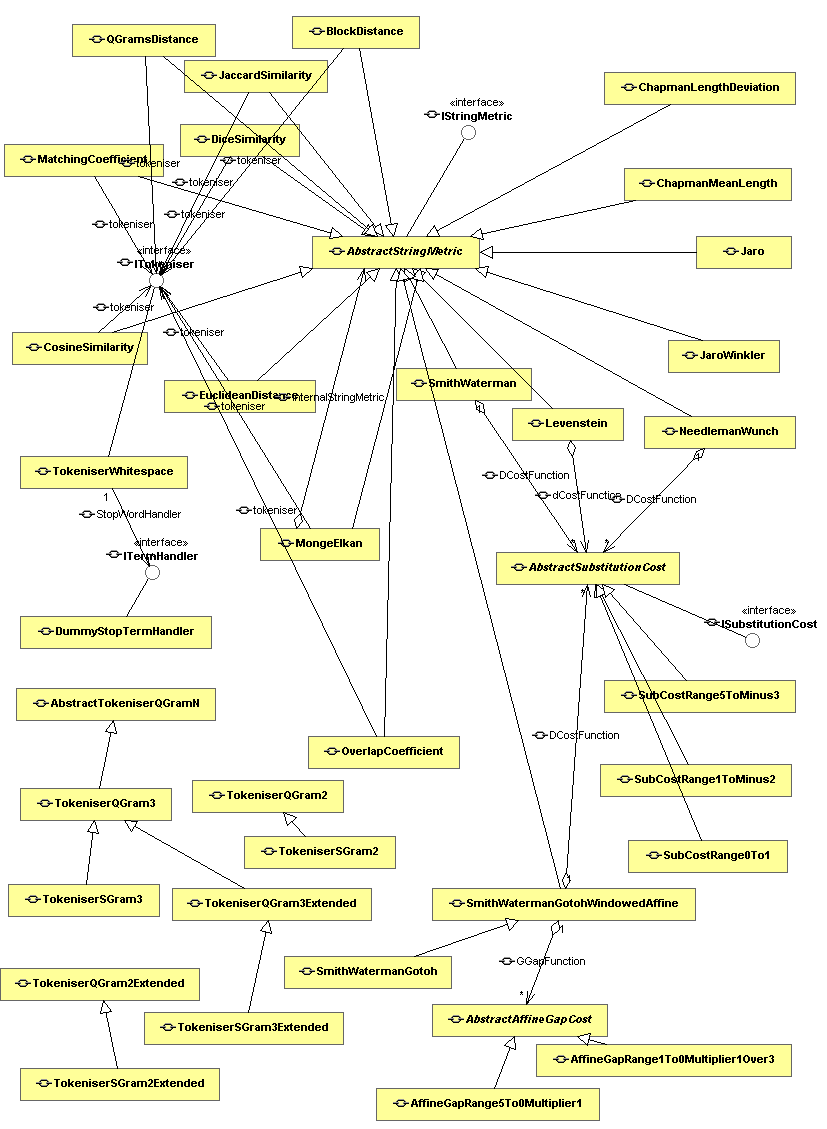 BlockDistance
QGramsDistance
JaccardSimilarity
ChapmanLengthDeviation
«interface»
IStringMetric
DiceSimilarity
MatchingCoefficient
tokeniser
tokeniser
tokeniser
ChapmanMeanLength
tokeniser
tokeniser
«interface»
ITokeniser
AbstractStringMetric
Jaro
tokeniser
tokeniser
CosineSimilarity
JaroWinkler
SmithWaterman
EuclideanDistance
internalStringMetric
tokeniser
Levenstein
NeedlemanWunch
TokeniserWhitespace
1
DCostFunction
dCostFunction
DCostFunction
StopWordHandler
tokeniser
«interface»
ITermHandler
MongeElkan
AbstractSubstitutionCost
*
«interface»
ISubstitutionCost
DummyStopTermHandler
AbstractTokeniserQGramN
SubCostRange5ToMinus3
DCostFunction
OverlapCoefficient
SubCostRange1ToMinus2
TokeniserQGram2
TokeniserQGram3
TokeniserSGram2
SubCostRange0To1
TokeniserSGram3
TokeniserQGram3Extended
SmithWatermanGotohWindowedAffine
1
GGapFunction
SmithWatermanGotoh
TokeniserQGram2Extended
*
AbstractAffineGapCost
TokeniserSGram3Extended
AffineGapRange1To0Multiplier1Over3
TokeniserSGram2Extended
AffineGapRange5To0Multiplier1